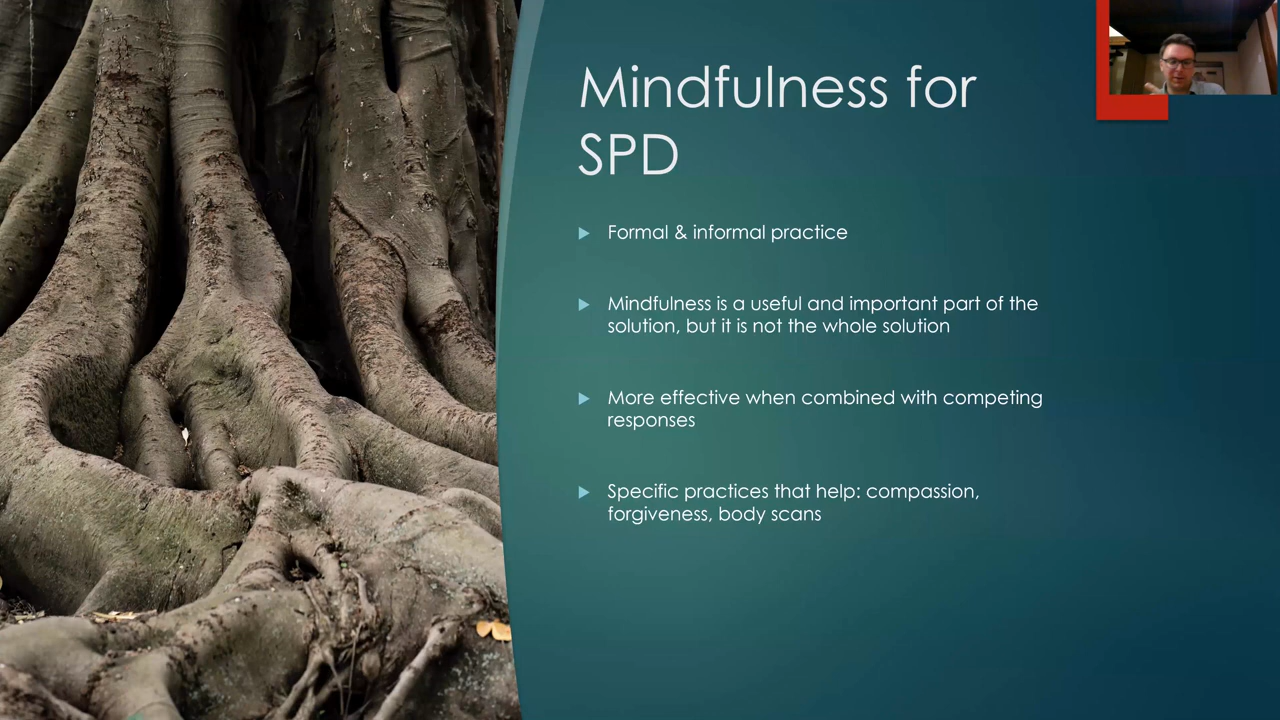 Mindfulness for
SPD
Formal & informal practice
Mindfulness is a useful and important part of the
solution, but it is not the whole solution
More effective when combined with competing
responses
Specific practices that help: compassion,
forgiveness, body scans